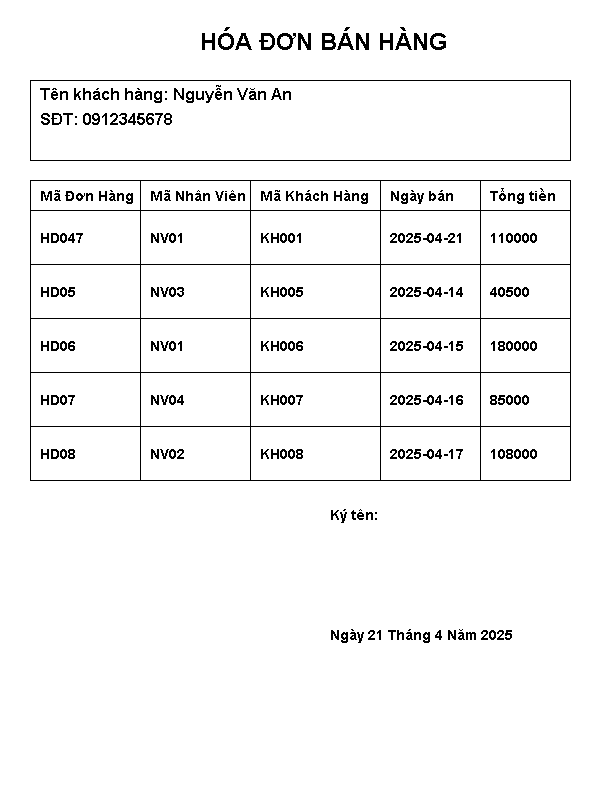 HÓA ĐƠN BÁN HÀNG
Tên khách hàng: Nguyễn Văn An
SĐT: 0912345678
Mã Đơn Hàng Mã Nhân Viên Mã Khách Hàng Ngày bán Tổng tiền
HD047 NV01 KH001 2025-04-21 110000
HD05 NV03 KH005 2025-04-14 40500
HD06 NV01 KH006 2025-04-15 180000
HD07 NV04 KH007 2025-04-16 85000
HD08 NV02 KH008 2025-04-17 108000
Ký tên:
Ngày 21 Tháng 4 Năm 2025